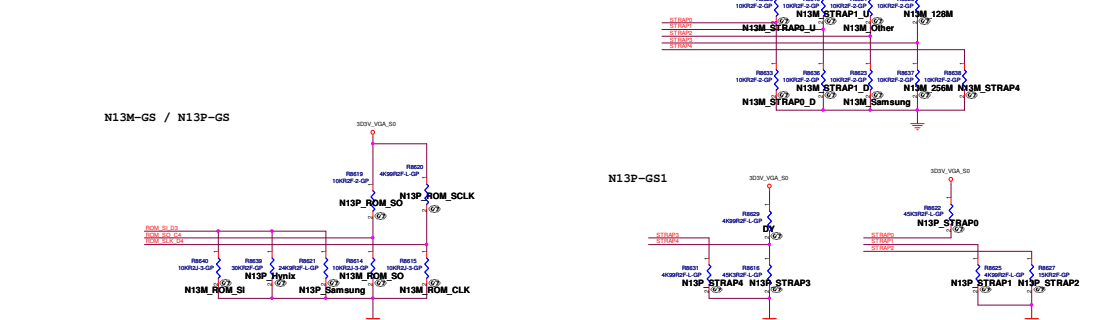 10KR2F-2-GP
10KR2F-2-GP
10KR2F-2-GP
10KR2F-2-GP
N13M_STRAP1_U
N13M_128M
STRAP0
STRAP1
STRAP2
STRAP3
STRAP4
N13M_STRAP0_U
N13M_Other
R8633
10KR2F-2-GP
R8636
10KR2F-2-GP
R8623
10KR2F-2-GP
R8637
10KR2F-2-GP
R8638
10KR2F-2-GP
N13M_STRAP1_D
N13M_256M
N13M_STRAP4
N13M_STRAP0_D
N13M_Samsung
N13M-GS / N13P-GS
3D3V_VGA_S0
R8619
10KR2F-2-GP
R8620
4K99R2F-L-GP
N13P_ROM_SO
N13P_ROM_SCLK
ROM_SI_D3
ROM_SO_C4
ROM_SLK_D4
R8640
10KR2J-3-GP
R8639
30KR2F-GP
R8621
24K9R2F-L-GP
R8614
10KR2J-3-GP
R8615
10KR2J-3-GP
N13P_Hynix
N13M_ROM_SO
N13M_ROM_SI
N13P_Samsung
N13M_ROM_CLK
N13P-GS1
3D3V_VGA_S0
R8629
4K99R2F-L-GP
DY
STRAP3
STRAP4
R8631
4K99R2F-L-GP
R8616
45K3R2F-L-GP
N13P_STRAP4
N13P_STRAP3
3D3V_VGA_S0
R8622
45K3R2F-L-GP
N13P_STRAP0
STRAP0
STRAP1
STRAP2
R8625
4K99R2F-L-GP
R8627
15KR2F-GP
N13P_STRAP1
N13P_STRAP2